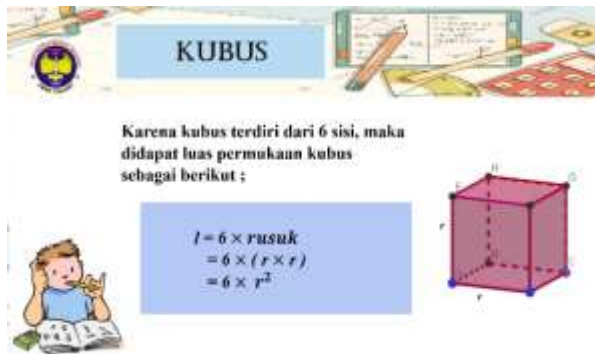 KUBUS
Karena kubus terdiri dari 6 sisi, maka
didapat luas permukaan kubus
sebagai berikut ;
l = 6 × rusuk
= 6 × ( r × r )
= 6 × r²
r
r